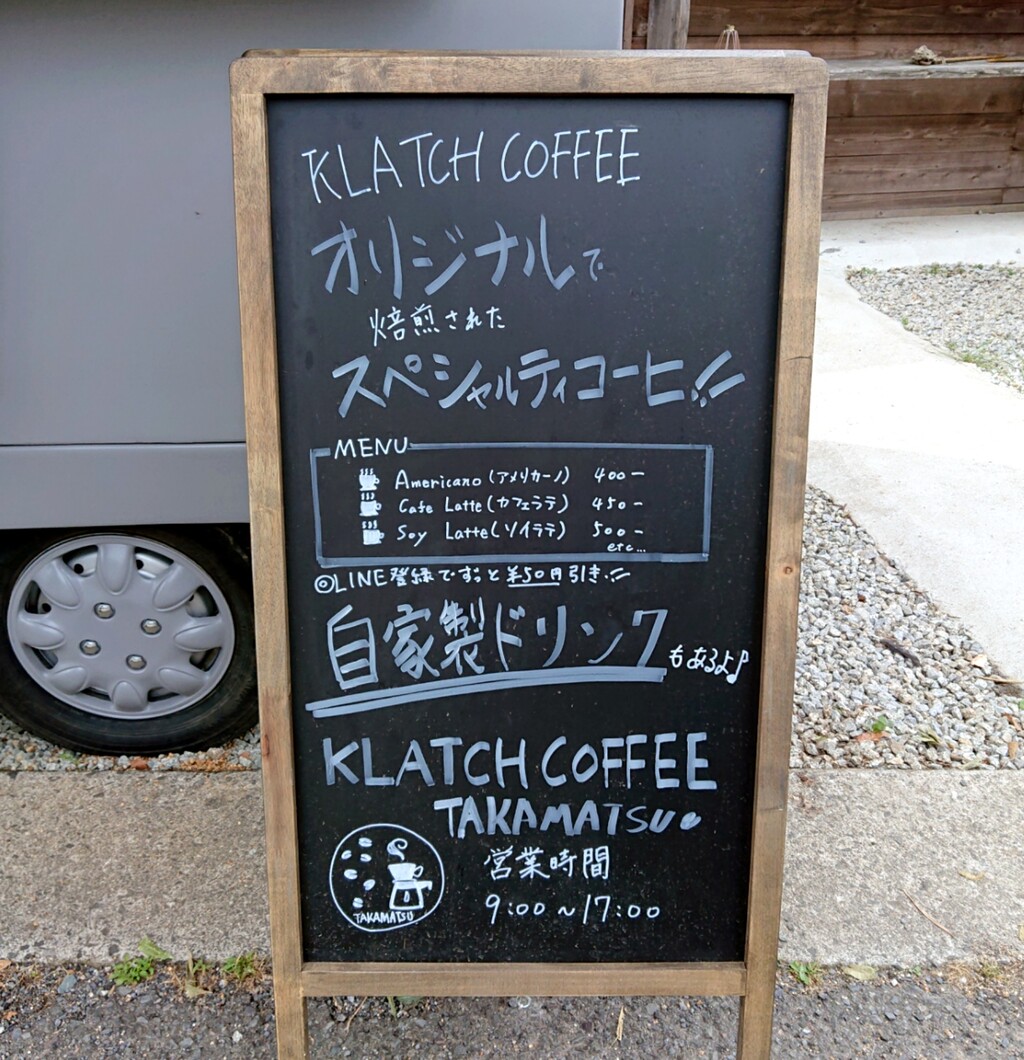 KLATCH COFFEE
オリジナルで
焙煎された
スペシャルティコーヒー!!
MENU
Americano (アメリカーノ) 400-
Cafe Latte (カフェラテ) 450-
Soy Latte (ソイラテ) 500-
etc...
◎LINE登録でずっと¥50円引き!!
自家製ドリンクもあるよ♪
KLATCH COFFEE
TAKAMATSU
営業時間
9:00~17:00
TAKAMATSU